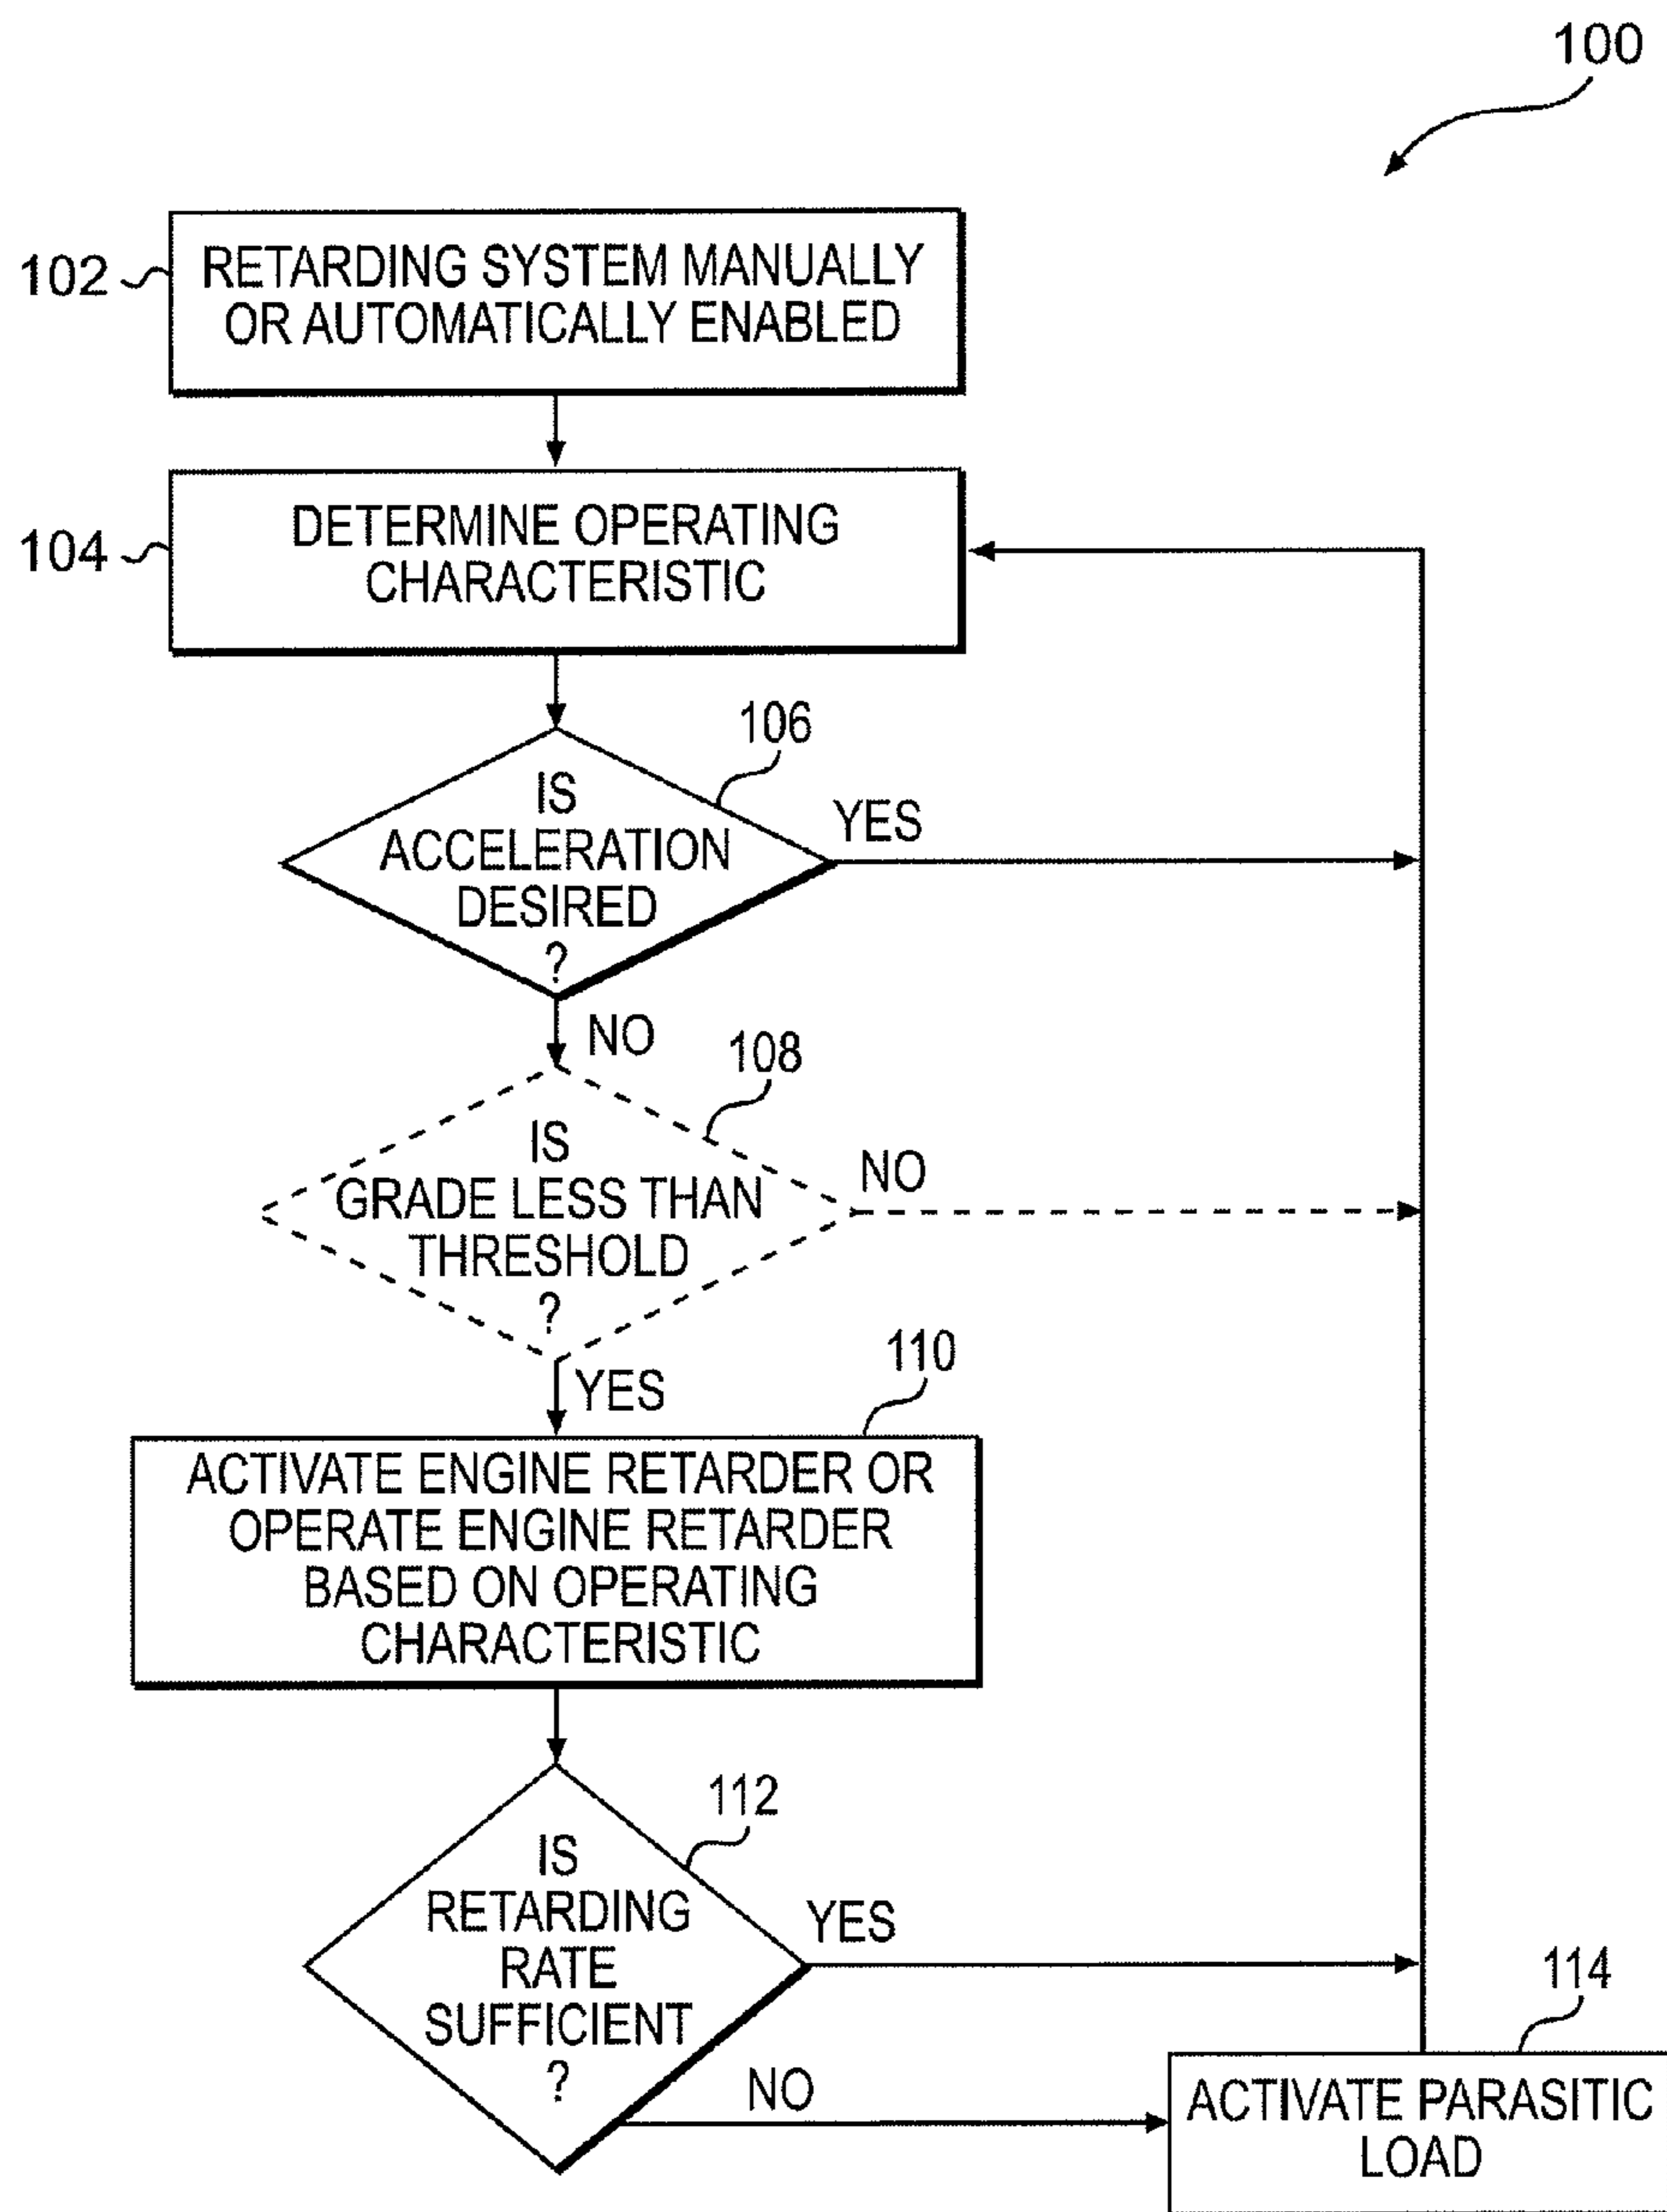 100
102
RETARDING SYSTEM MANUALLY
OR AUTOMATICALLY ENABLED
104
DETERMINE OPERATING
CHARACTERISTIC
106
IS
ACCELERATION
DESIRED
?
YES
NO
108
IS
GRADE LESS THAN
THRESHOLD
?
NO
YES
110
ACTIVATE ENGINE RETARDER OR
OPERATE ENGINE RETARDER
BASED ON OPERATING
CHARACTERISTIC
112
IS
RETARDING
RATE
SUFFICIENT
?
YES
NO
114
ACTIVATE PARASITIC
LOAD